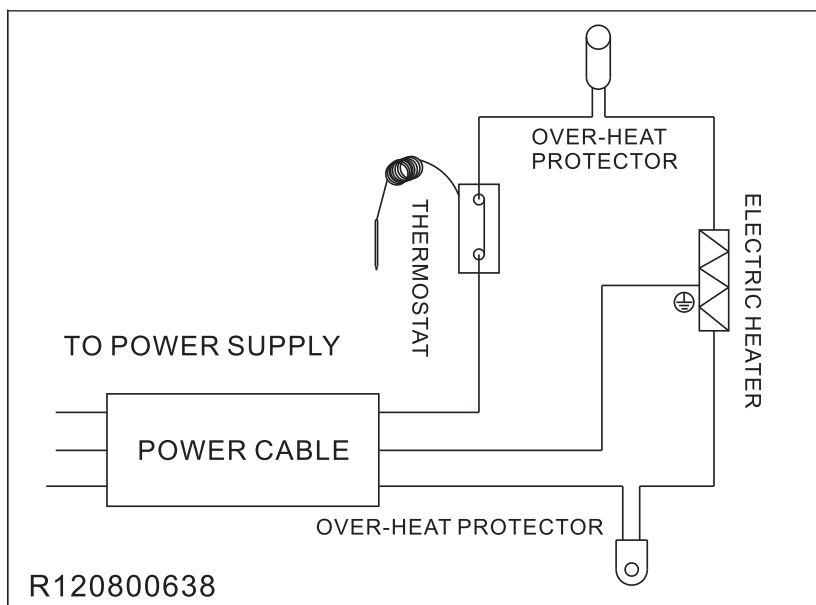 OVER-HEAT
PROTECTOR
THERMOSTAT
ELECTRIC HEATER
TO POWER SUPPLY
POWER CABLE
OVER-HEAT PROTECTOR
R120800638